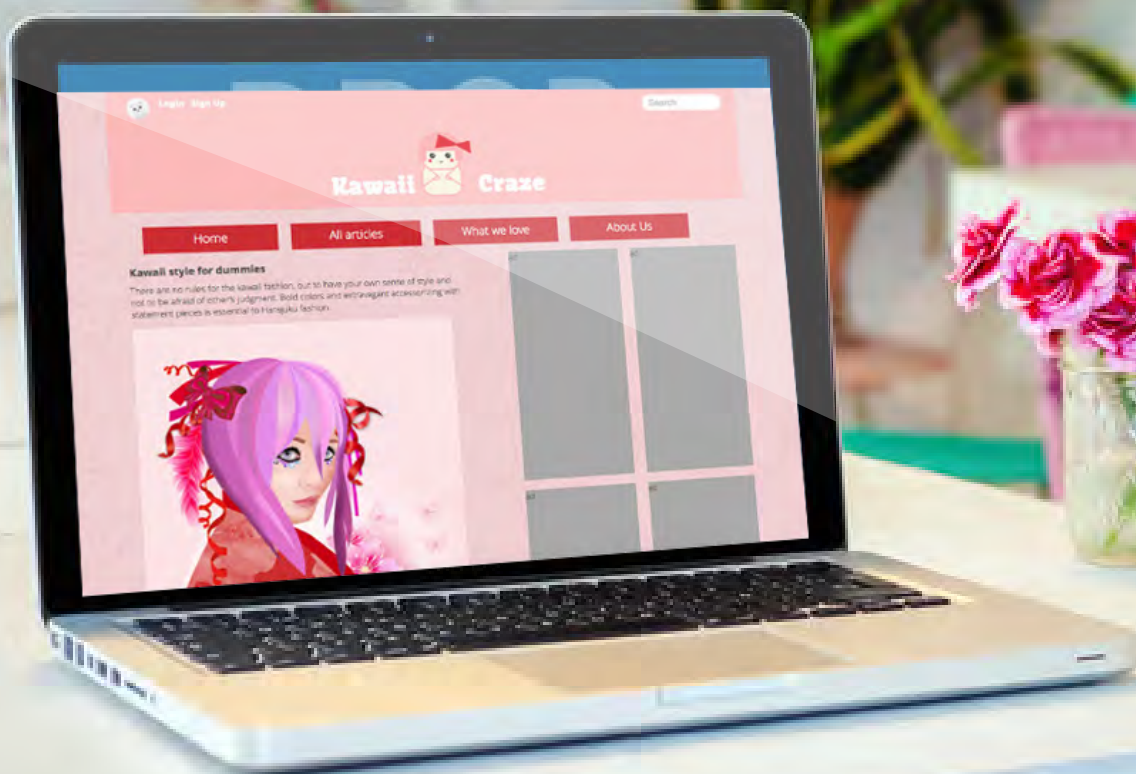 Login Sign Up
Search
Kawaii Craze
Home
All articles
What we love
About Us
Kawaii style for dummies
There are no rules for the kawaii fashion, but to have your own sense of style and
not to be afraid of other's judgment. Bold colors and extravagant accessorizing with
statement pieces is essential to Harajuku fashion.